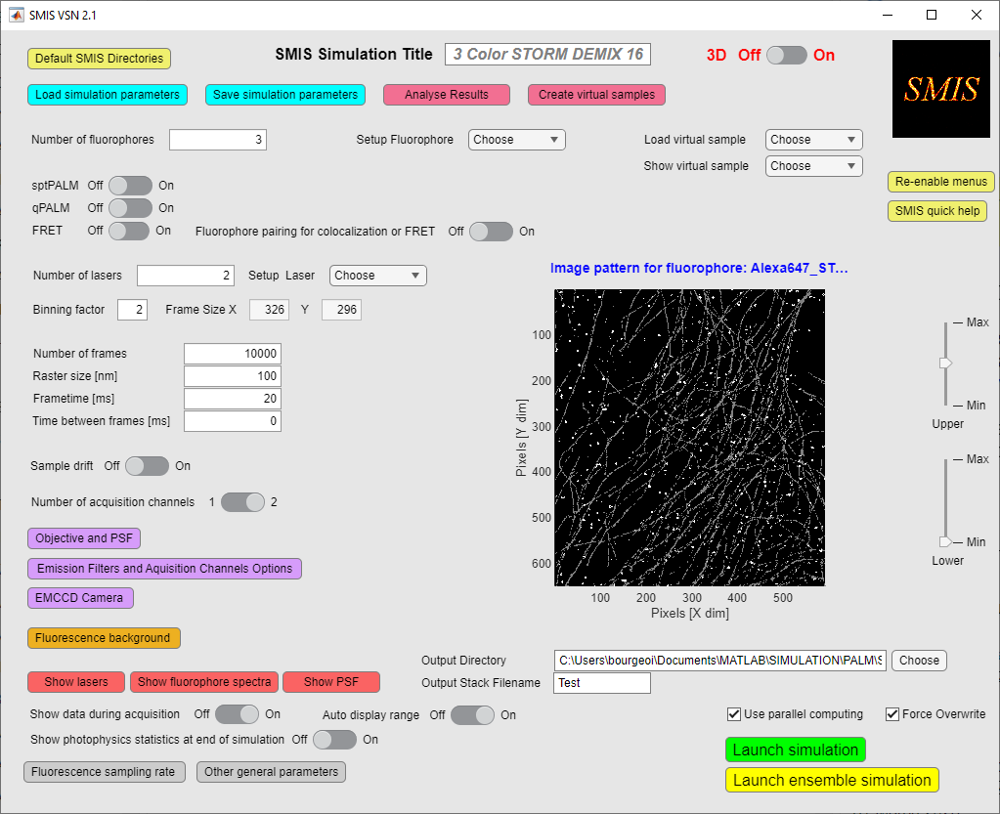 SMIS VSN 2.1
Default SMIS Directories
SMIS Simulation Title 3 Color STORM DEMIX 16
3D Off On
SMIS
Load simulation parameters Save simulation parameters Analyse Results Create virtual samples
Number of fluorophores 3 Setup Fluorophore Choose Load virtual sample Choose
Show virtual sample Choose
Re-enable menus
SMIS quick help
sptPALM Off On
qPALM Off On
FRET Off On Fluorophore pairing for colocalization or FRET Off On
Number of lasers 2 Setup Laser Choose
Binning factor 2 Frame Size X 326 Y 296
Number of frames 10000
Raster size [nm] 100
Frametime [ms] 20
Time between frames [ms] 0
Sample drift Off On
Number of acquisition channels 1 2
Objective and PSF
Emission Filters and Aquisition Channels Options
EMCCD Camera
Fluorescence background
Show lasers Show fluorophore spectra Show PSF
Image pattern for fluorophore: Alexa647_ST...
Pixels [Y dim]
100
200
300
400
500
600
100 200 300 400 500
Pixels [X dim]
Max
Min
Upper
Max
Min
Lower
Output Directory C:\Users\bourgeoi\Documents\MATLAB\SIMULATION\PALM\S Choose
Output Stack Filename Test
Show data during acquisition Off On Auto display range Off On
Show photophysics statistics at end of simulation Off On
Use parallel computing Force Overwrite
Fluorescence sampling rate Other general parameters
Launch simulation
Launch ensemble simulation